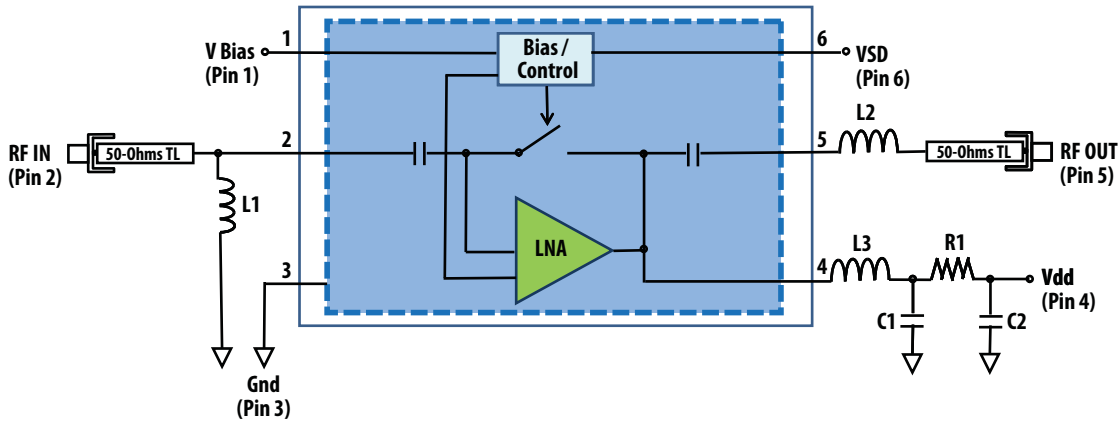 V Bias
(Pin 1)
1
Bias /
Control
6
VSD
(Pin 6)
RF IN
(Pin 2)
50-Ohms TL
2
5
L2
50-Ohms TL
RF OUT
(Pin 5)
L1
LNA
3
4
L3
R1
Vdd
(Pin 4)
C1
C2
Gnd
(Pin 3)